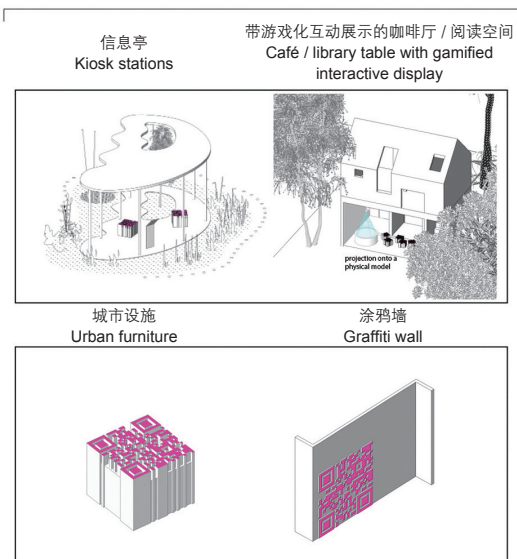 信息亭
Kiosk stations
带游戏化互动展示的咖啡厅 / 阅读空间
Café / library table with gamified
interactive display
projection onto a
physical model
城市设施
Urban furniture
涂鸦墙
Graffiti wall